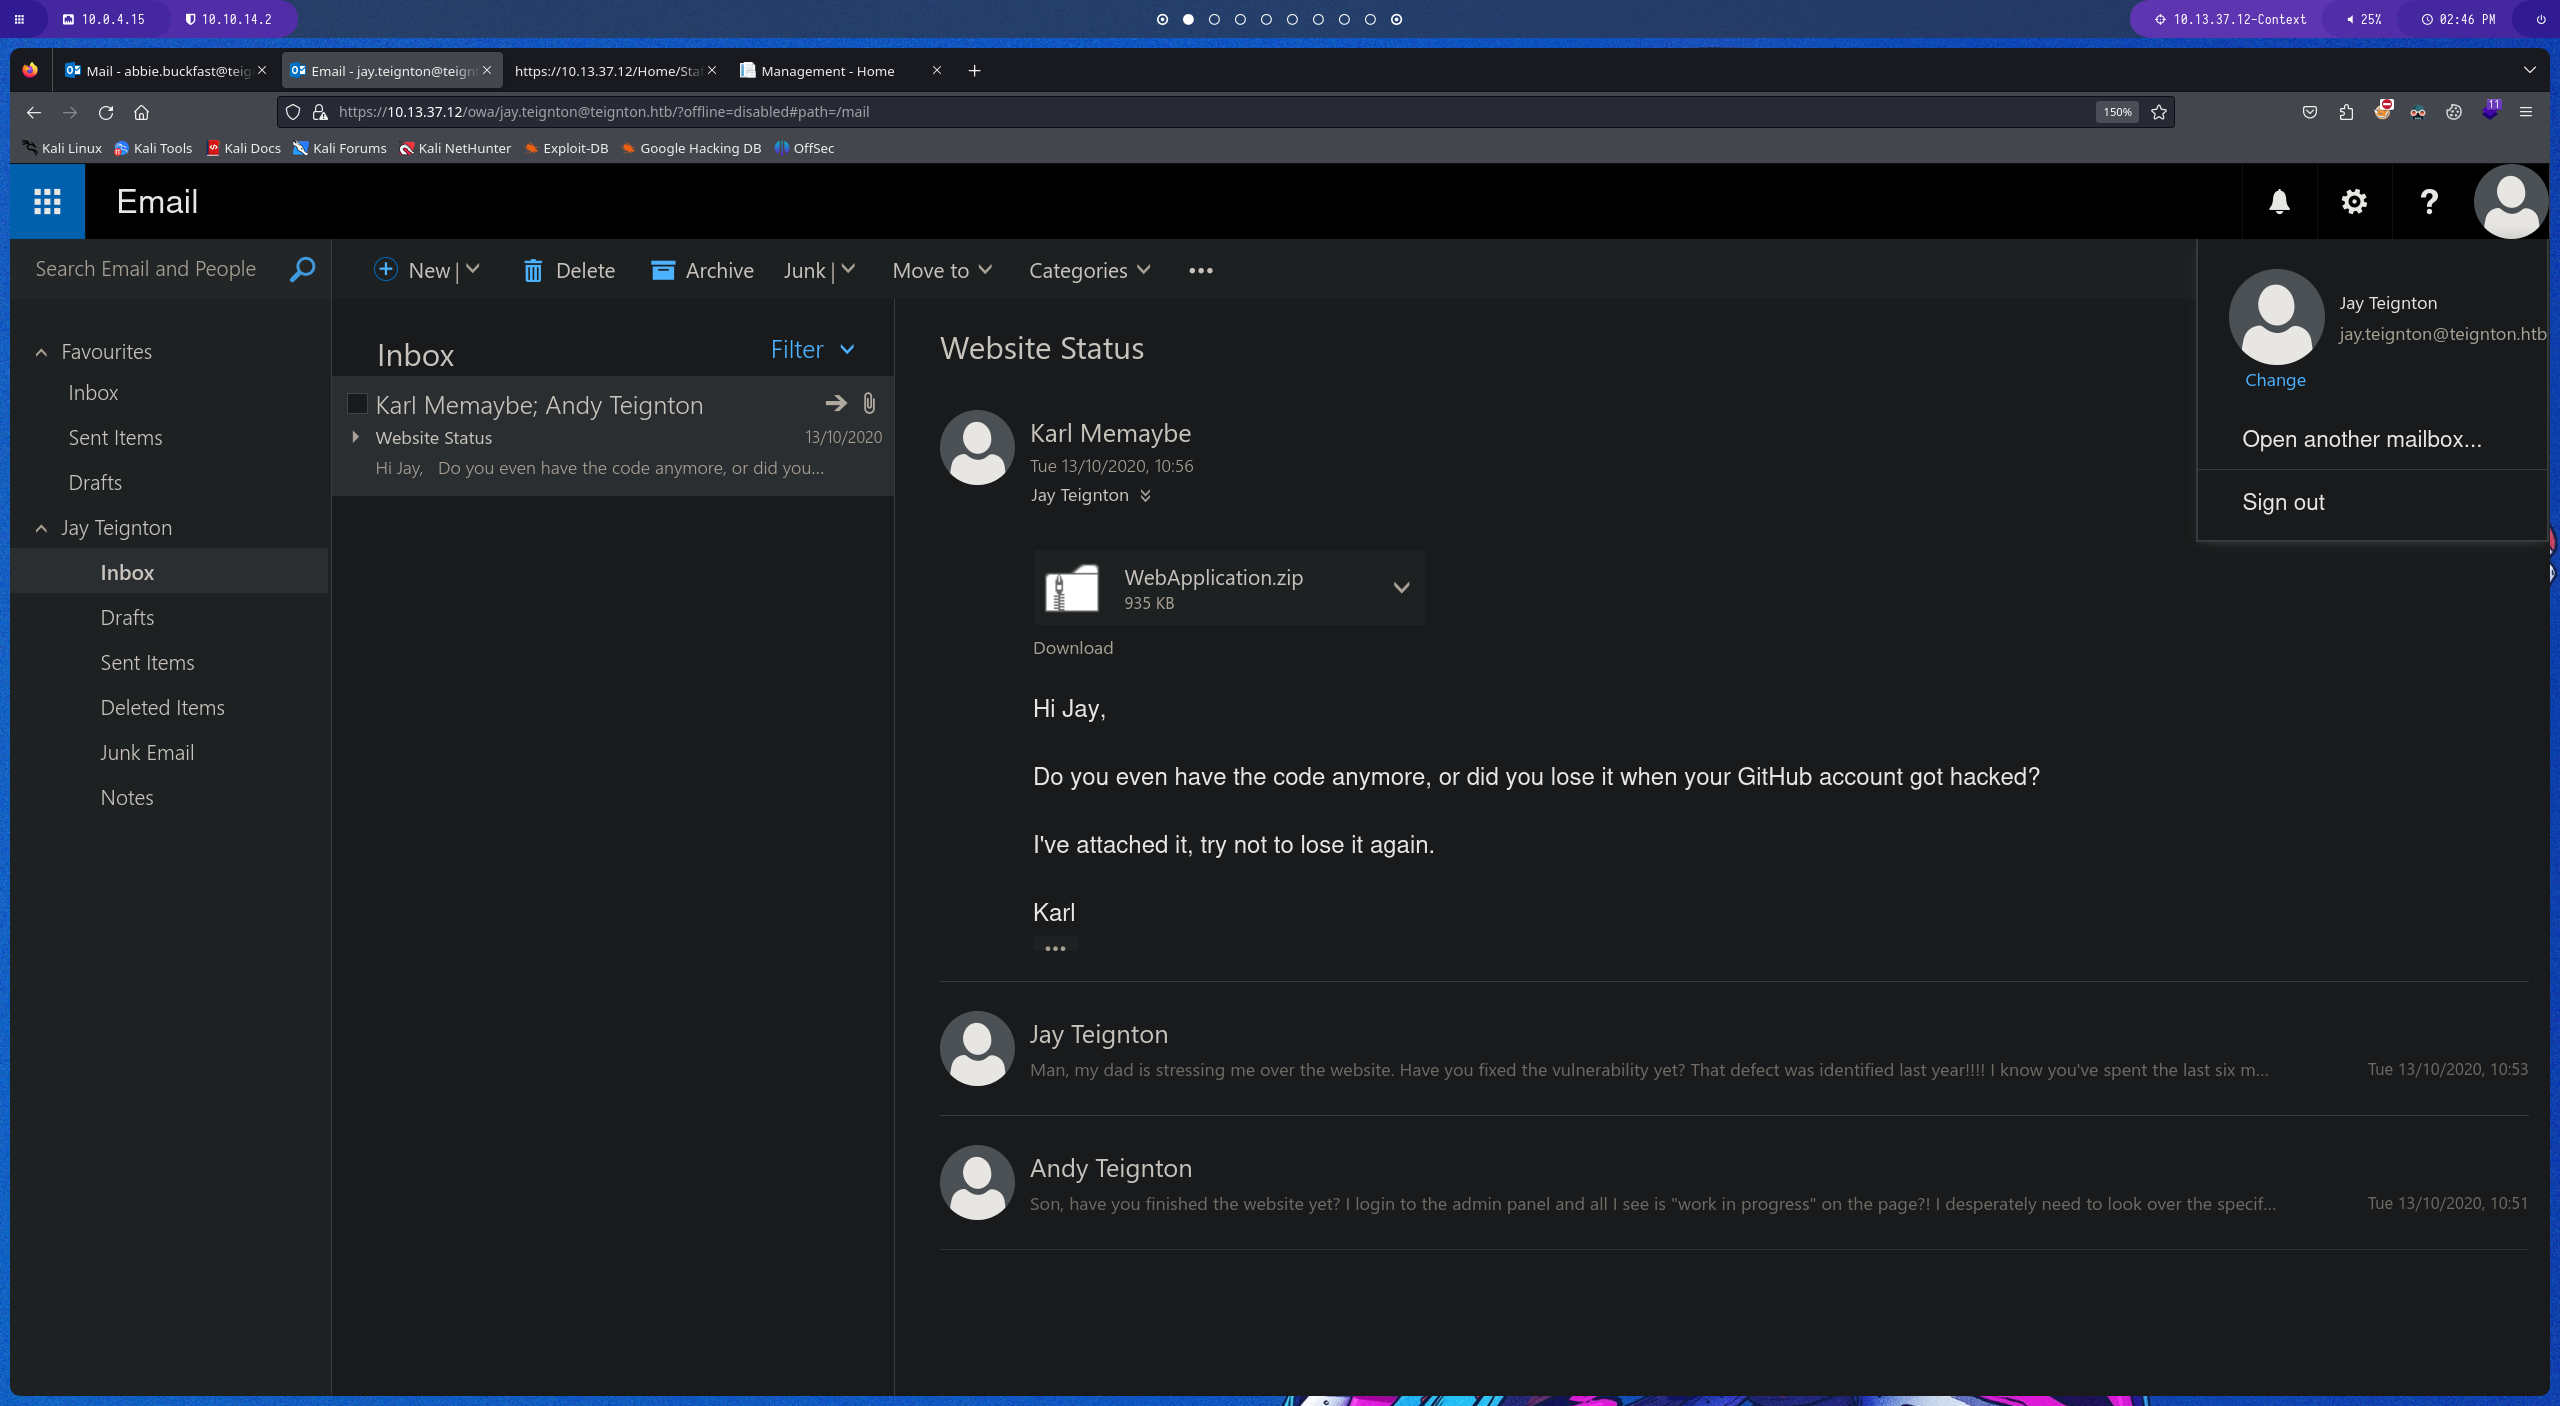 10.0.4.15
10.10.14.2
10.13.37.12-Context
25%
02:46 PM
Mail - abbie.buckfast@teig
Email - jay.teignton@teignt
https://10.13.37.12/Home/Staf
Management - Home
https://10.13.37.12/owa/jay.teignton@teignton.htb/?offline=disabled#path=/mail
150%
11
Kali Linux
Kali Tools
Kali Docs
Kali Forums
Kali NetHunter
Exploit-DB
Google Hacking DB
OffSec
Email
?
Search Email and People
New |
Delete
Archive
Junk |
Move to
Categories
Jay Teignton
jay.teignton@teignton.htb
Change
Open another mailbox...
Sign out
Favourites
Inbox
Sent Items
Drafts
Jay Teignton
Inbox
Drafts
Sent Items
Deleted Items
Junk Email
Notes
Inbox
Filter
Karl Memaybe; Andy Teignton
Website Status
13/10/2020
Hi Jay, Do you even have the code anymore, or did you...
Website Status
Karl Memaybe
Tue 13/10/2020, 10:56
Jay Teignton
WebApplication.zip
935 KB
Download
Hi Jay,
Do you even have the code anymore, or did you lose it when your GitHub account got hacked?
I've attached it, try not to lose it again.
Karl
Jay Teignton
Man, my dad is stressing me over the website. Have you fixed the vulnerability yet? That defect was identified last year!!!! I know you've spent the last six m...
Tue 13/10/2020, 10:53
Andy Teignton
Son, have you finished the website yet? I login to the admin panel and all I see is "work in progress" on the page?! I desperately need to look over the specif...
Tue 13/10/2020, 10:51